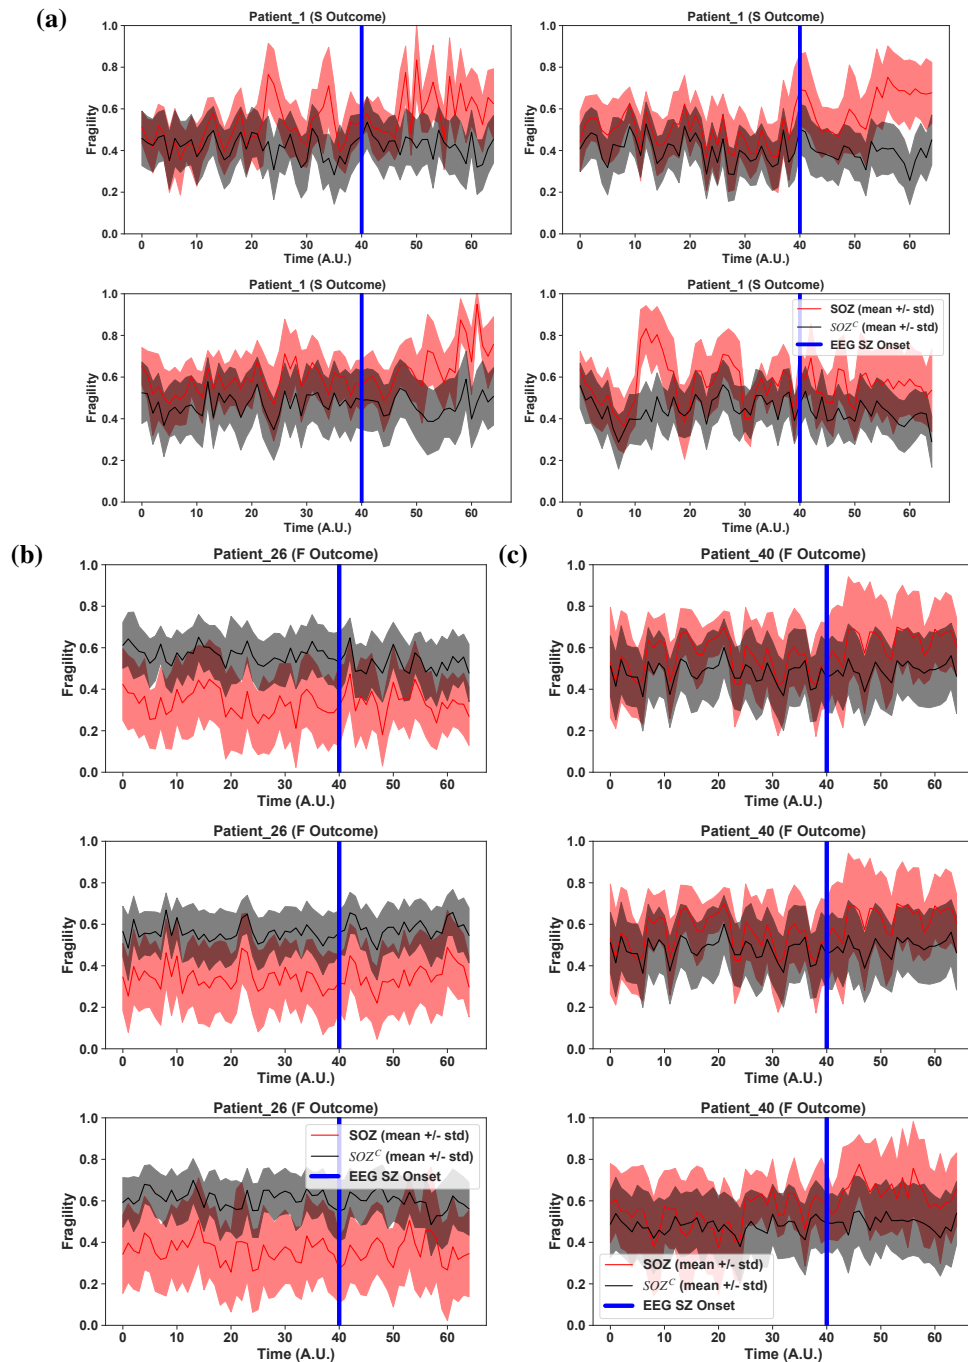 (a)
Patient_1 (S Outcome)
Fragility
1.0
0.8
0.6
0.4
0.2
0.0
0 10 20 30 40 50 60
Time (A.U.)
Patient_1 (S Outcome)
Fragility
1.0
0.8
0.6
0.4
0.2
0.0
0 10 20 30 40 50 60
Time (A.U.)
Patient_1 (S Outcome)
Fragility
1.0
0.8
0.6
0.4
0.2
0.0
0 10 20 30 40 50 60
Time (A.U.)
Patient_1 (S Outcome)
Fragility
1.0
0.8
0.6
0.4
0.2
0.0
0 10 20 30 40 50 60
Time (A.U.)
SOZ (mean +/- std)
SOZ^C (mean +/- std)
EEG SZ Onset
(b)
Patient_26 (F Outcome)
Fragility
1.0
0.8
0.6
0.4
0.2
0.0
0 10 20 30 40 50 60
Time (A.U.)
(c)
Patient_40 (F Outcome)
Fragility
1.0
0.8
0.6
0.4
0.2
0.0
0 10 20 30 40 50 60
Time (A.U.)
Patient_26 (F Outcome)
Fragility
1.0
0.8
0.6
0.4
0.2
0.0
0 10 20 30 40 50 60
Time (A.U.)
Patient_40 (F Outcome)
Fragility
1.0
0.8
0.6
0.4
0.2
0.0
0 10 20 30 40 50 60
Time (A.U.)
Patient_26 (F Outcome)
Fragility
1.0
0.8
0.6
0.4
0.2
0.0
0 10 20 30 40 50 60
Time (A.U.)
SOZ (mean +/- std)
SOZ^C (mean +/- std)
EEG SZ Onset
Patient_40 (F Outcome)
Fragility
1.0
0.8
0.6
0.4
0.2
0.0
0 10 20 30 40 50 60
Time (A.U.)
SOZ (mean +/- std)
SOZ^C (mean +/- std)
EEG SZ Onset